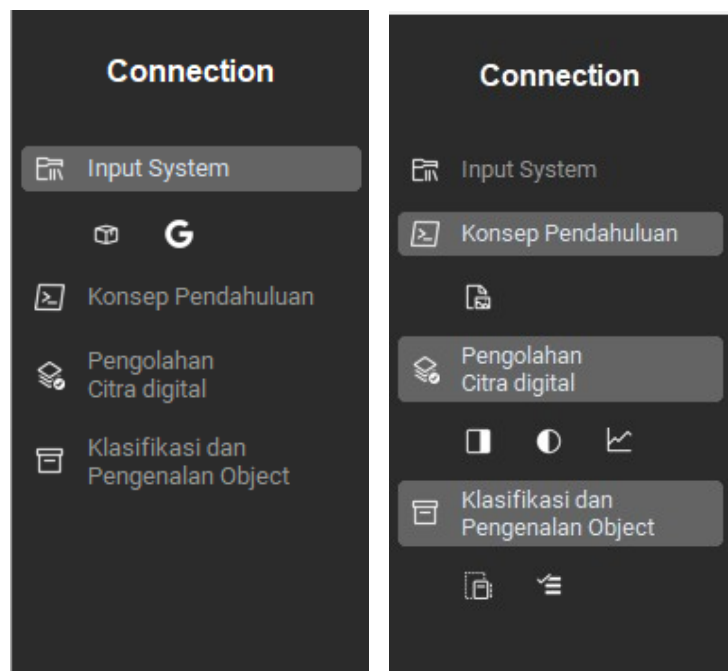 Connection
Input System
G
Konsep Pendahuluan
Pengolahan
Citra digital
Klasifikasi dan
Pengenalan Object
Connection
Input System
Konsep Pendahuluan
Pengolahan
Citra digital
Klasifikasi dan
Pengenalan Object